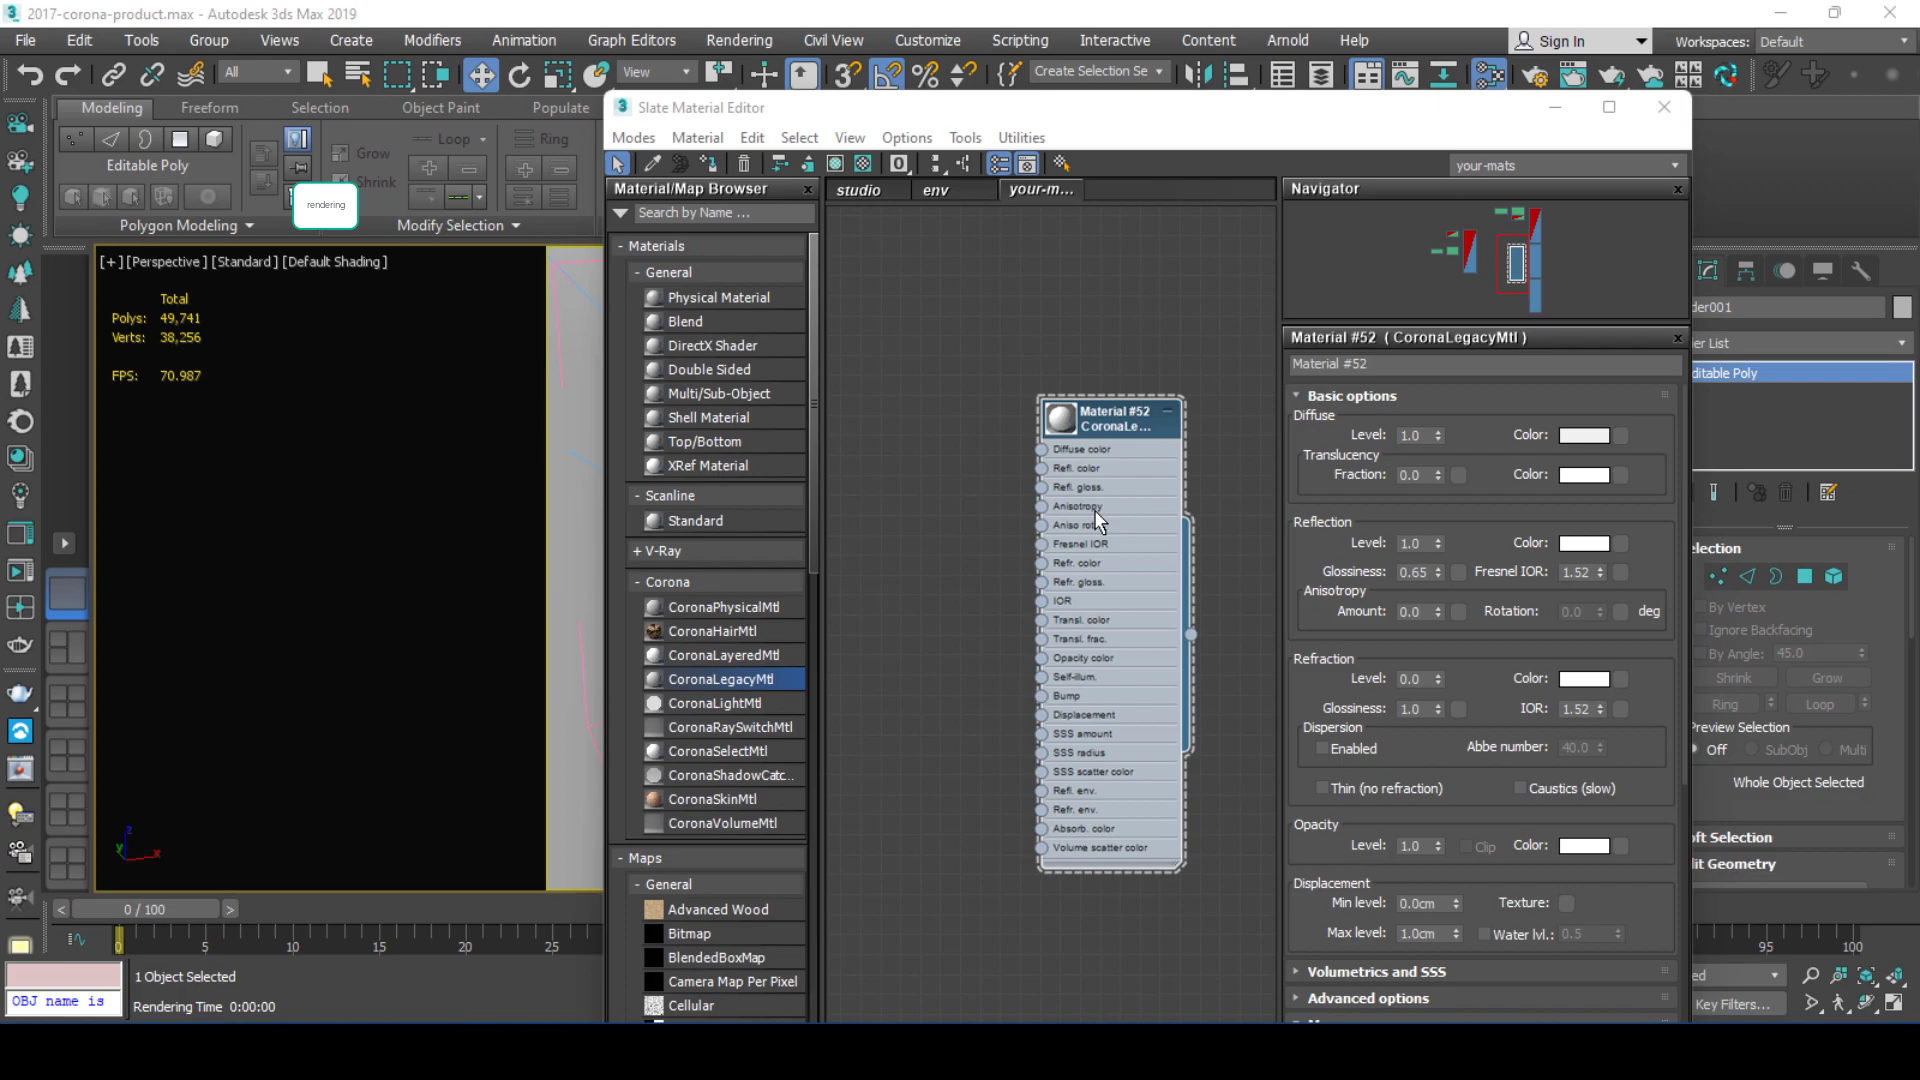 2017-corona-product.max - Autodesk 3ds Max 2019
File Edit Tools Group Views Create Modifiers Animation Graph Editors Rendering Civil View Customize Scripting Interactive Content Arnold Help Sign In Workspaces: Default
All View Create Selection Se
Modeling Freeform Selection Object Paint Populate
Loop Ring
Editable Poly Grow
Shrink
rendering
Polygon Modeling Modify Selection
[+] [Perspective] [Standard] [Default Shading]
Total
Polys: 49,741
Verts: 38,256
FPS: 70.987
z
y x
< 0 / 100 >
0 5 10 15 20 25
1 Object Selected
OBJ name is
Rendering Time 0:00:00
Slate Material Editor
Modes Material Edit Select View Options Tools Utilities
your-mats
Material/Map Browser
Search by Name ...
- Materials
- General
Physical Material
Blend
DirectX Shader
Double Sided
Multi/Sub-Object
Shell Material
Top/Bottom
XRef Material
- Scanline
Standard
+ V-Ray
- Corona
CoronaPhysicalMtl
CoronaHairMtl
CoronaLayeredMtl
CoronaLegacyMtl
CoronaLightMtl
CoronaRaySwitchMtl
CoronaSelectMtl
CoronaShadowCatc...
CoronaSkinMtl
CoronaVolumeMtl
- Maps
- General
Advanced Wood
Bitmap
BlendedBoxMap
Camera Map Per Pixel
Cellular
studio env your-m...
Material #52
CoronaLe...
Diffuse color
Refl. color
Refl. gloss.
Anisotropy
Aniso
Fresnel IOR
Refr. color
Refr. gloss.
IOR
Transl. color
Transl. frac.
Opacity color
Self-illum.
Bump
Displacement
SSS amount
SSS radius
SSS scatter color
Refl. env.
Refr. env.
Absorb. color
Volume scatter color
Navigator
Material #52 ( CoronaLegacyMtl )
Material #52
Basic options
Diffuse
Level: 1.0 Color:
Translucency
Fraction: 0.0 Color:
Reflection
Level: 1.0 Color:
Glossiness: 0.65 Fresnel IOR: 1.52
Anisotropy
Amount: 0.0 Rotation: 0.0 deg
Refraction
Level: 0.0 Color:
Glossiness: 1.0 IOR: 1.52
Dispersion
Enabled Abbe number: 40.0
Thin (no refraction) Caustics (slow)
Opacity
Level: 1.0 Clip Color:
Displacement
Min level: 0.0cm Texture:
Max level: 1.0cm Water lvl.: 0.5
Volumetrics and SSS
Advanced options
der001
er List
ditable Poly
election
By Vertex
Ignore Backfacing
By Angle: 45.0
Shrink Grow
Ring Loop
Preview Selection
Off SubObj Multi
Whole Object Selected
oft Selection
dit Geometry
95 100
ed
Key Filters...